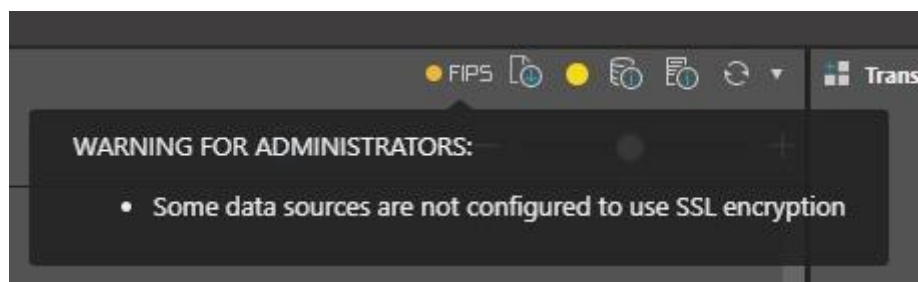 FIPS
Trans
WARNING FOR ADMINISTRATORS:
• Some data sources are not configured to use SSL encryption